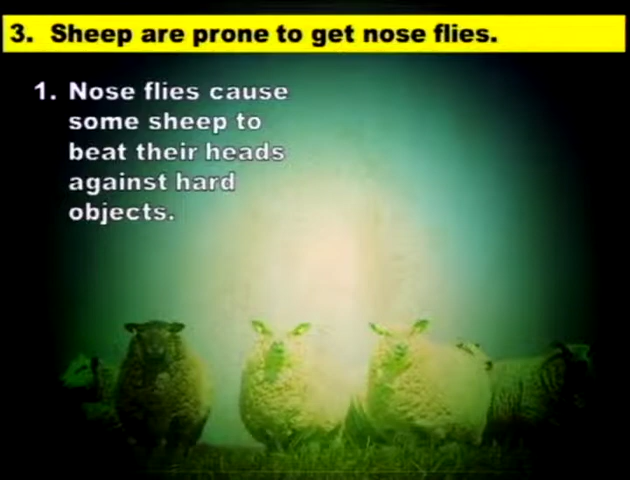 3. Sheep are prone to get nose flies.
1. Nose flies cause
some sheep to
beat their heads
against hard
objects.